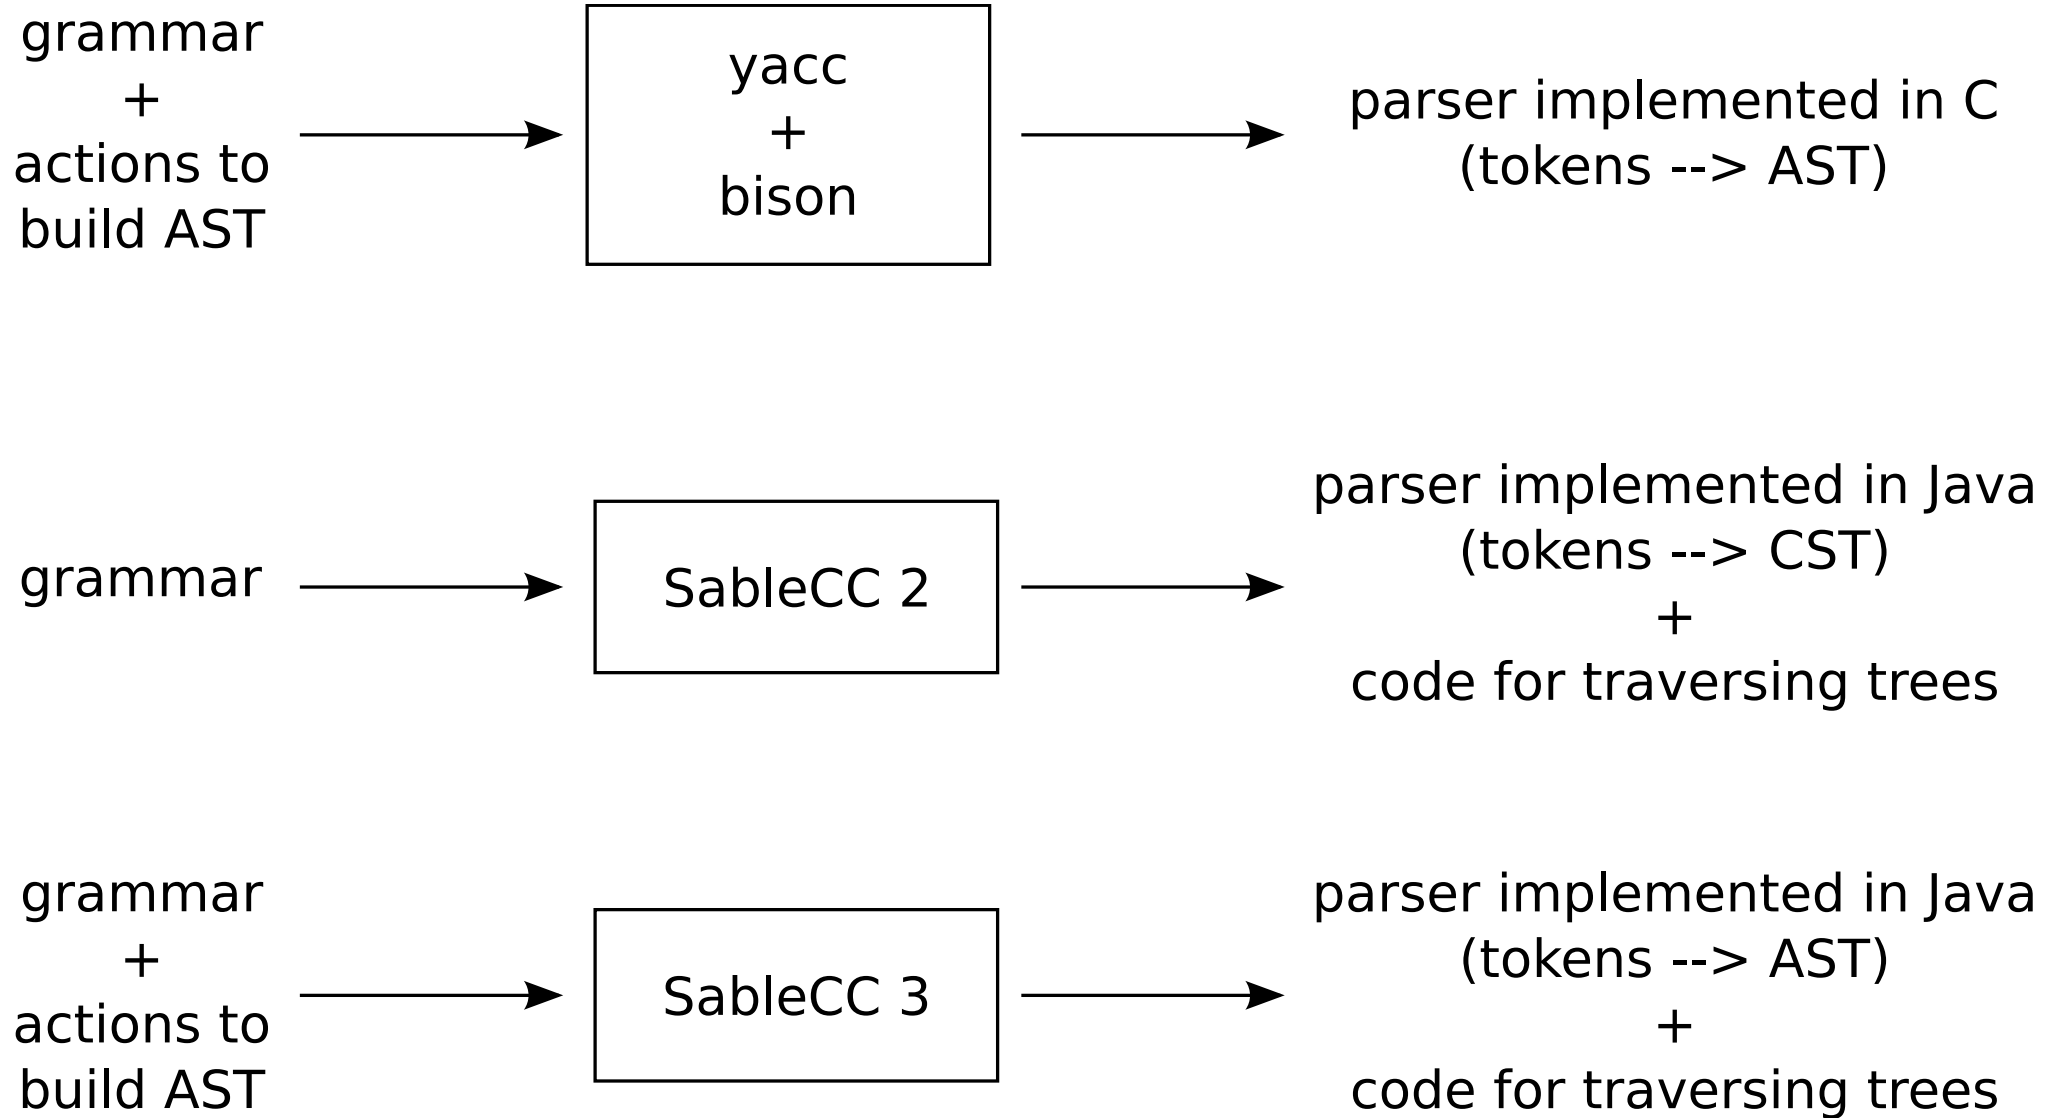 grammar
+
actions to
build AST
yacc
+
bison
parser implemented in C
(tokens --> AST)
grammar
SableCC 2
parser implemented in Java
(tokens --> CST)
+
code for traversing trees
grammar
+
actions to
build AST
SableCC 3
parser implemented in Java
(tokens --> AST)
+
code for traversing trees